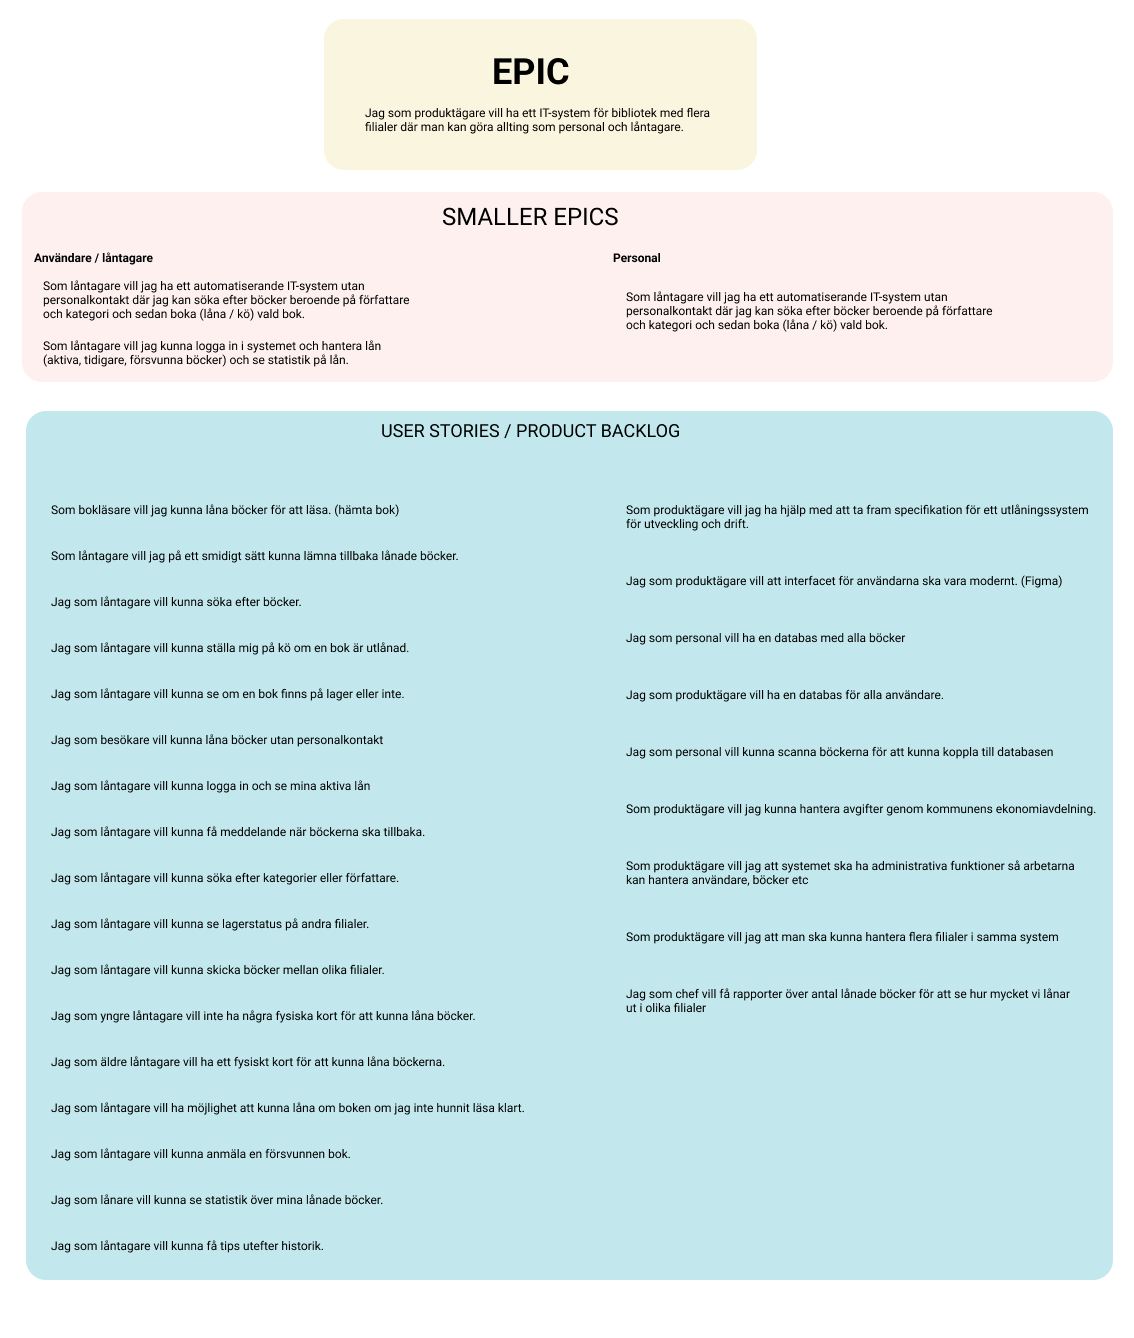 EPIC
Jag som produktägare vill ha ett IT-system för bibliotek med flera
filialer där man kan göra allting som personal och låntagare.
SMALLER EPICS
Användare / låntagare
Som låntagare vill jag ha ett automatiserande IT-system utan
personalkontakt där jag kan söka efter böcker beroende på författare
och kategori och sedan boka (låna / kö) vald bok.
Som låntagare vill jag kunna logga in i systemet och hantera lån
(aktiva, tidigare, försvunna böcker) och se statistik på lån.
Personal
Som låntagare vill jag ha ett automatiserande IT-system utan
personalkontakt där jag kan söka efter böcker beroende på författare
och kategori och sedan boka (låna / kö) vald bok.
USER STORIES / PRODUCT BACKLOG
Som bokläsare vill jag kunna låna böcker för att läsa. (hämta bok)
Som låntagare vill jag på ett smidigt sätt kunna lämna tillbaka lånade böcker.
Jag som låntagare vill kunna söka efter böcker.
Jag som låntagare vill kunna ställa mig på kö om en bok är utlånad.
Jag som låntagare vill kunna se om en bok finns på lager eller inte.
Jag som besökare vill kunna låna böcker utan personalkontakt
Jag som låntagare vill kunna logga in och se mina aktiva lån
Jag som låntagare vill kunna få meddelande när böckerna ska tillbaka.
Jag som låntagare vill kunna söka efter kategorier eller författare.
Jag som låntagare vill kunna se lagerstatus på andra filialer.
Jag som låntagare vill kunna skicka böcker mellan olika filialer.
Jag som yngre låntagare vill inte ha några fysiska kort för att kunna låna böcker.
Jag som äldre låntagare vill ha ett fysiskt kort för att kunna låna böckerna.
Jag som låntagare vill ha möjlighet att kunna låna om boken om jag inte hunnit läsa klart.
Jag som låntagare vill kunna anmäla en försvunnen bok.
Jag som lånare vill kunna se statistik över mina lånade böcker.
Jag som låntagare vill kunna få tips utefter historik.
Som produktägare vill jag ha hjälp med att ta fram specifikation för ett utlåningssystem
för utveckling och drift.
Jag som produktägare vill att interfacet för användarna ska vara modernt. (Figma)
Jag som personal vill ha en databas med alla böcker
Jag som produktägare vill ha en databas för alla användare.
Jag som personal vill kunna scanna böckerna för att kunna koppla till databasen
Som produktägare vill jag kunna hantera avgifter genom kommunens ekonomiavdelning.
Som produktägare vill jag att systemet ska ha administrativa funktioner så arbetarna
kan hantera användare, böcker etc
Som produktägare vill jag att man ska kunna hantera flera filialer i samma system
Jag som chef vill få rapporter över antal lånade böcker för att se hur mycket vi lånar
ut i olika filialer